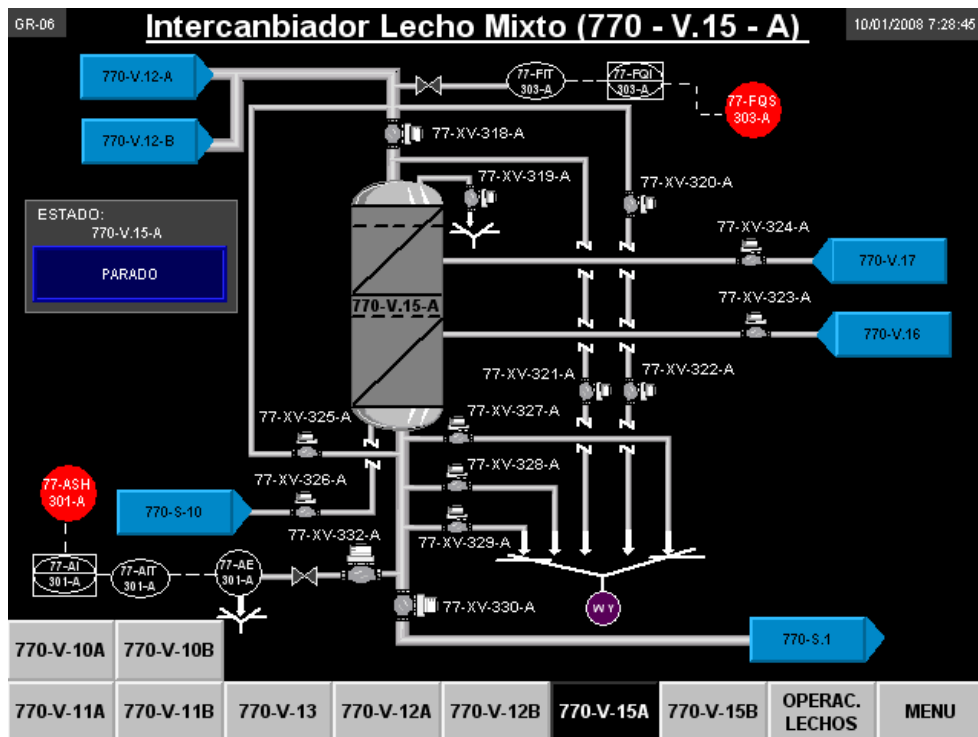 GR-06
Intercanbiador Lecho Mixto (770 - V.15 - A)
10/01/2008 7:28:45
770-V.12-A
77-FIT
303-A
77-FQI
303-A
77-FQS
303-A
770-V.12-B
77-XV-318-A
77-XV-319-A
77-XV-320-A
ESTADO:
770-V.15-A
PARADO
77-XV-324-A
770-V.17
77-XV-323-A
770-V.15-A
770-V.16
77-XV-321-A
77-XV-322-A
77-XV-325-A
77-XV-327-A
77-XV-328-A
77-XV-326-A
77-ASH
301-A
770-S-10
77-XV-332-A
77-XV-329-A
77-AI
301-A
77-AIT
301-A
77-AE
301-A
77-XV-330-A
WY
770-S.1
770-V-10A
770-V-10B
770-V-11A
770-V-11B
770-V-13
770-V-12A
770-V-12B
770-V-15A
770-V-15B
OPERAC.
LECHOS
MENU